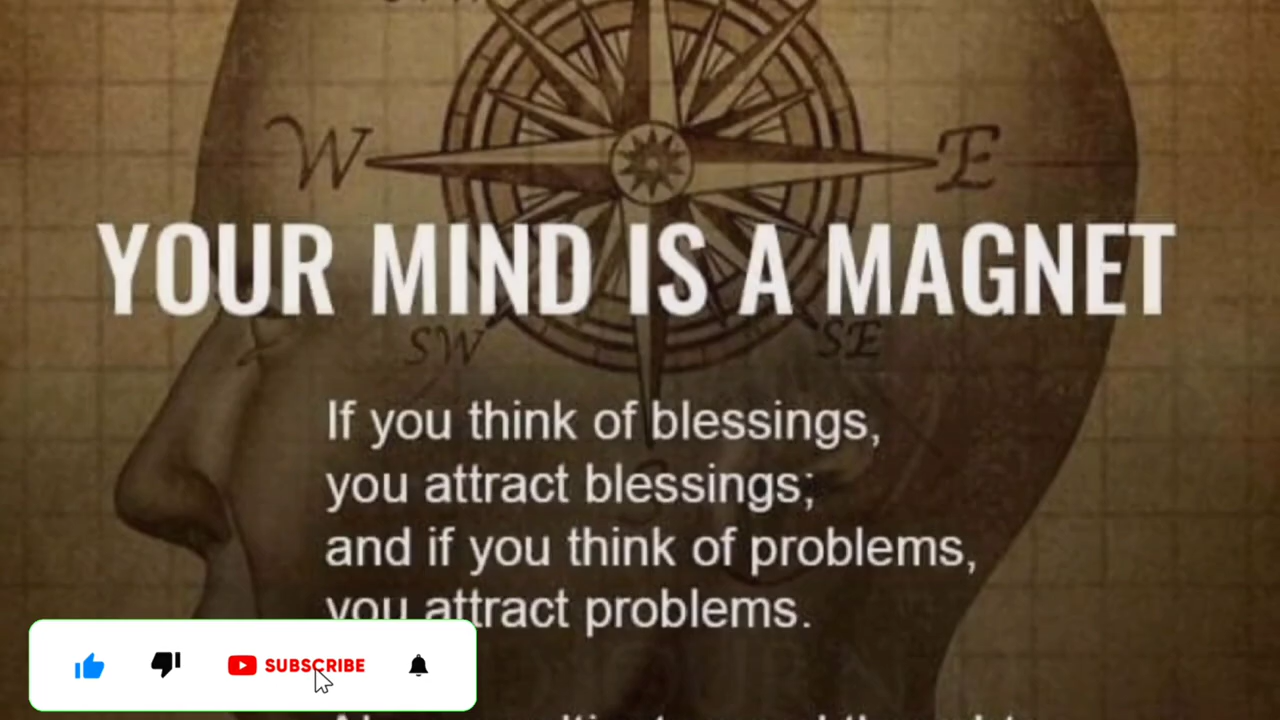 W
E
YOUR MIND IS A MAGNET
SW
SE
If you think of blessings,
you attract blessings;
and if you think of problems,
you attract problems.
SUBSCRIBE